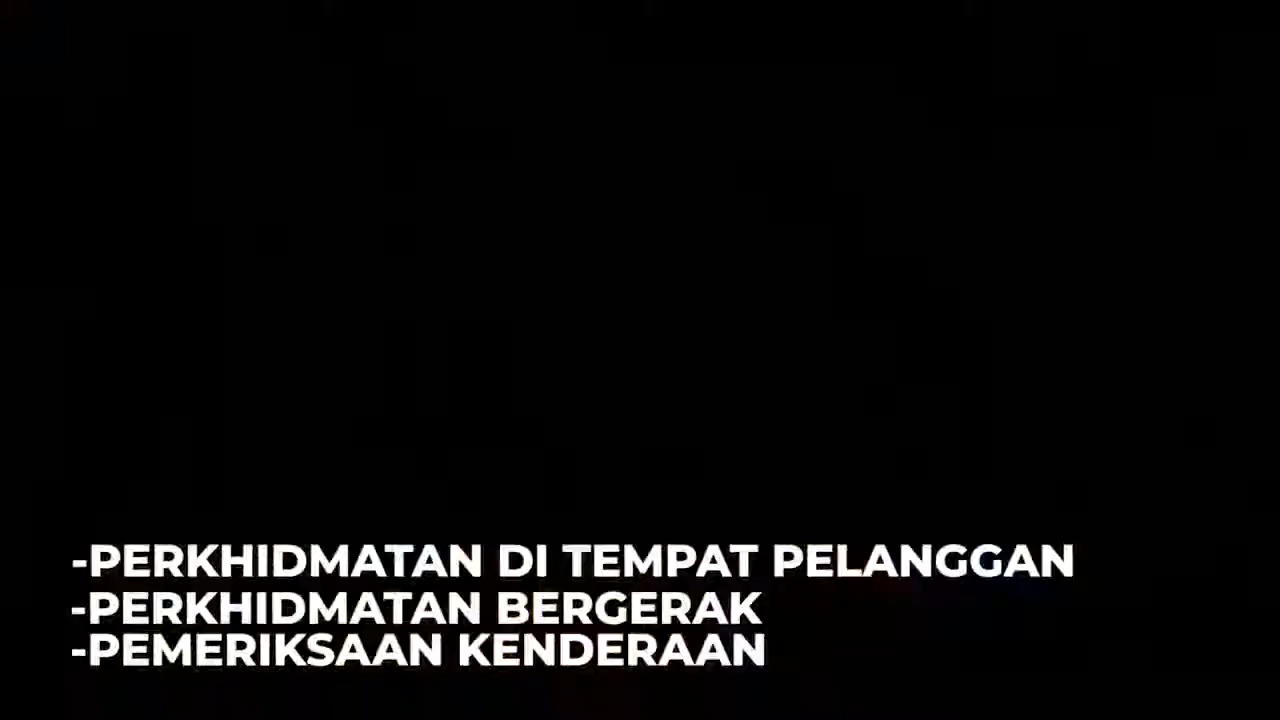 -PERKHIDMATAN DI TEMPAT PELANGGAN
-PERKHIDMATAN BERGERAK
-PEMERIKSAAN KENDERAAN